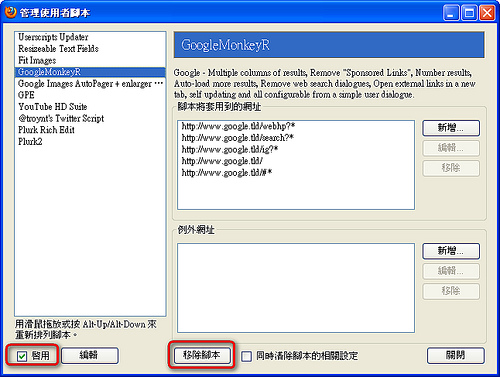 管理使用者腳本
Userscripts Updater
Resizeable Text Fields
Fit Images
GoogleMonkeyR
Google Images AutoPager + enlarger ···
GPE
YouTube HD Suite
@troynt's Twitter Script
Plurk Rich Edit
Plurk2
用滑鼠拖放或按 Alt-Up/Alt-Down 來
重新排列腳本。
啟用
編輯
GoogleMonkeyR
Google - Multiple columns of results, Remove "Sponsored Links", Number results,
Auto-load more results, Remove web search dialogues, Open external links in a new
tab, self updating and all configurable from a simple user dialogue.
腳本將套用到的網址
http://www.google.tld/webhp?*
http://www.google.tld/search?*
http://www.google.tld/ig?*
http://www.google.tld/
http://www.google.tld/#*
新增...
編輯...
移除
例外網址
新增...
編輯...
移除
移除腳本
同時清除腳本的相關設定
關閉